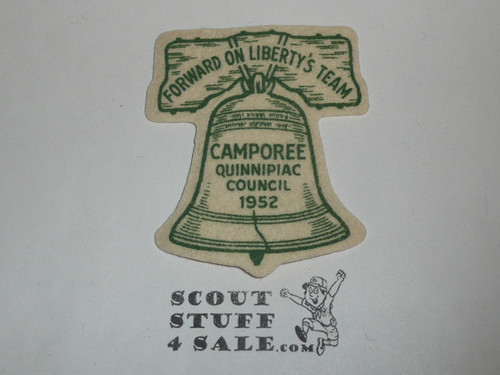 FORWARD ON LIBERTY'S TEAM
CAMPOREE
QUINNIPIAC
COUNCIL
1952
SCOUT
STUFF
4 SALE.COM